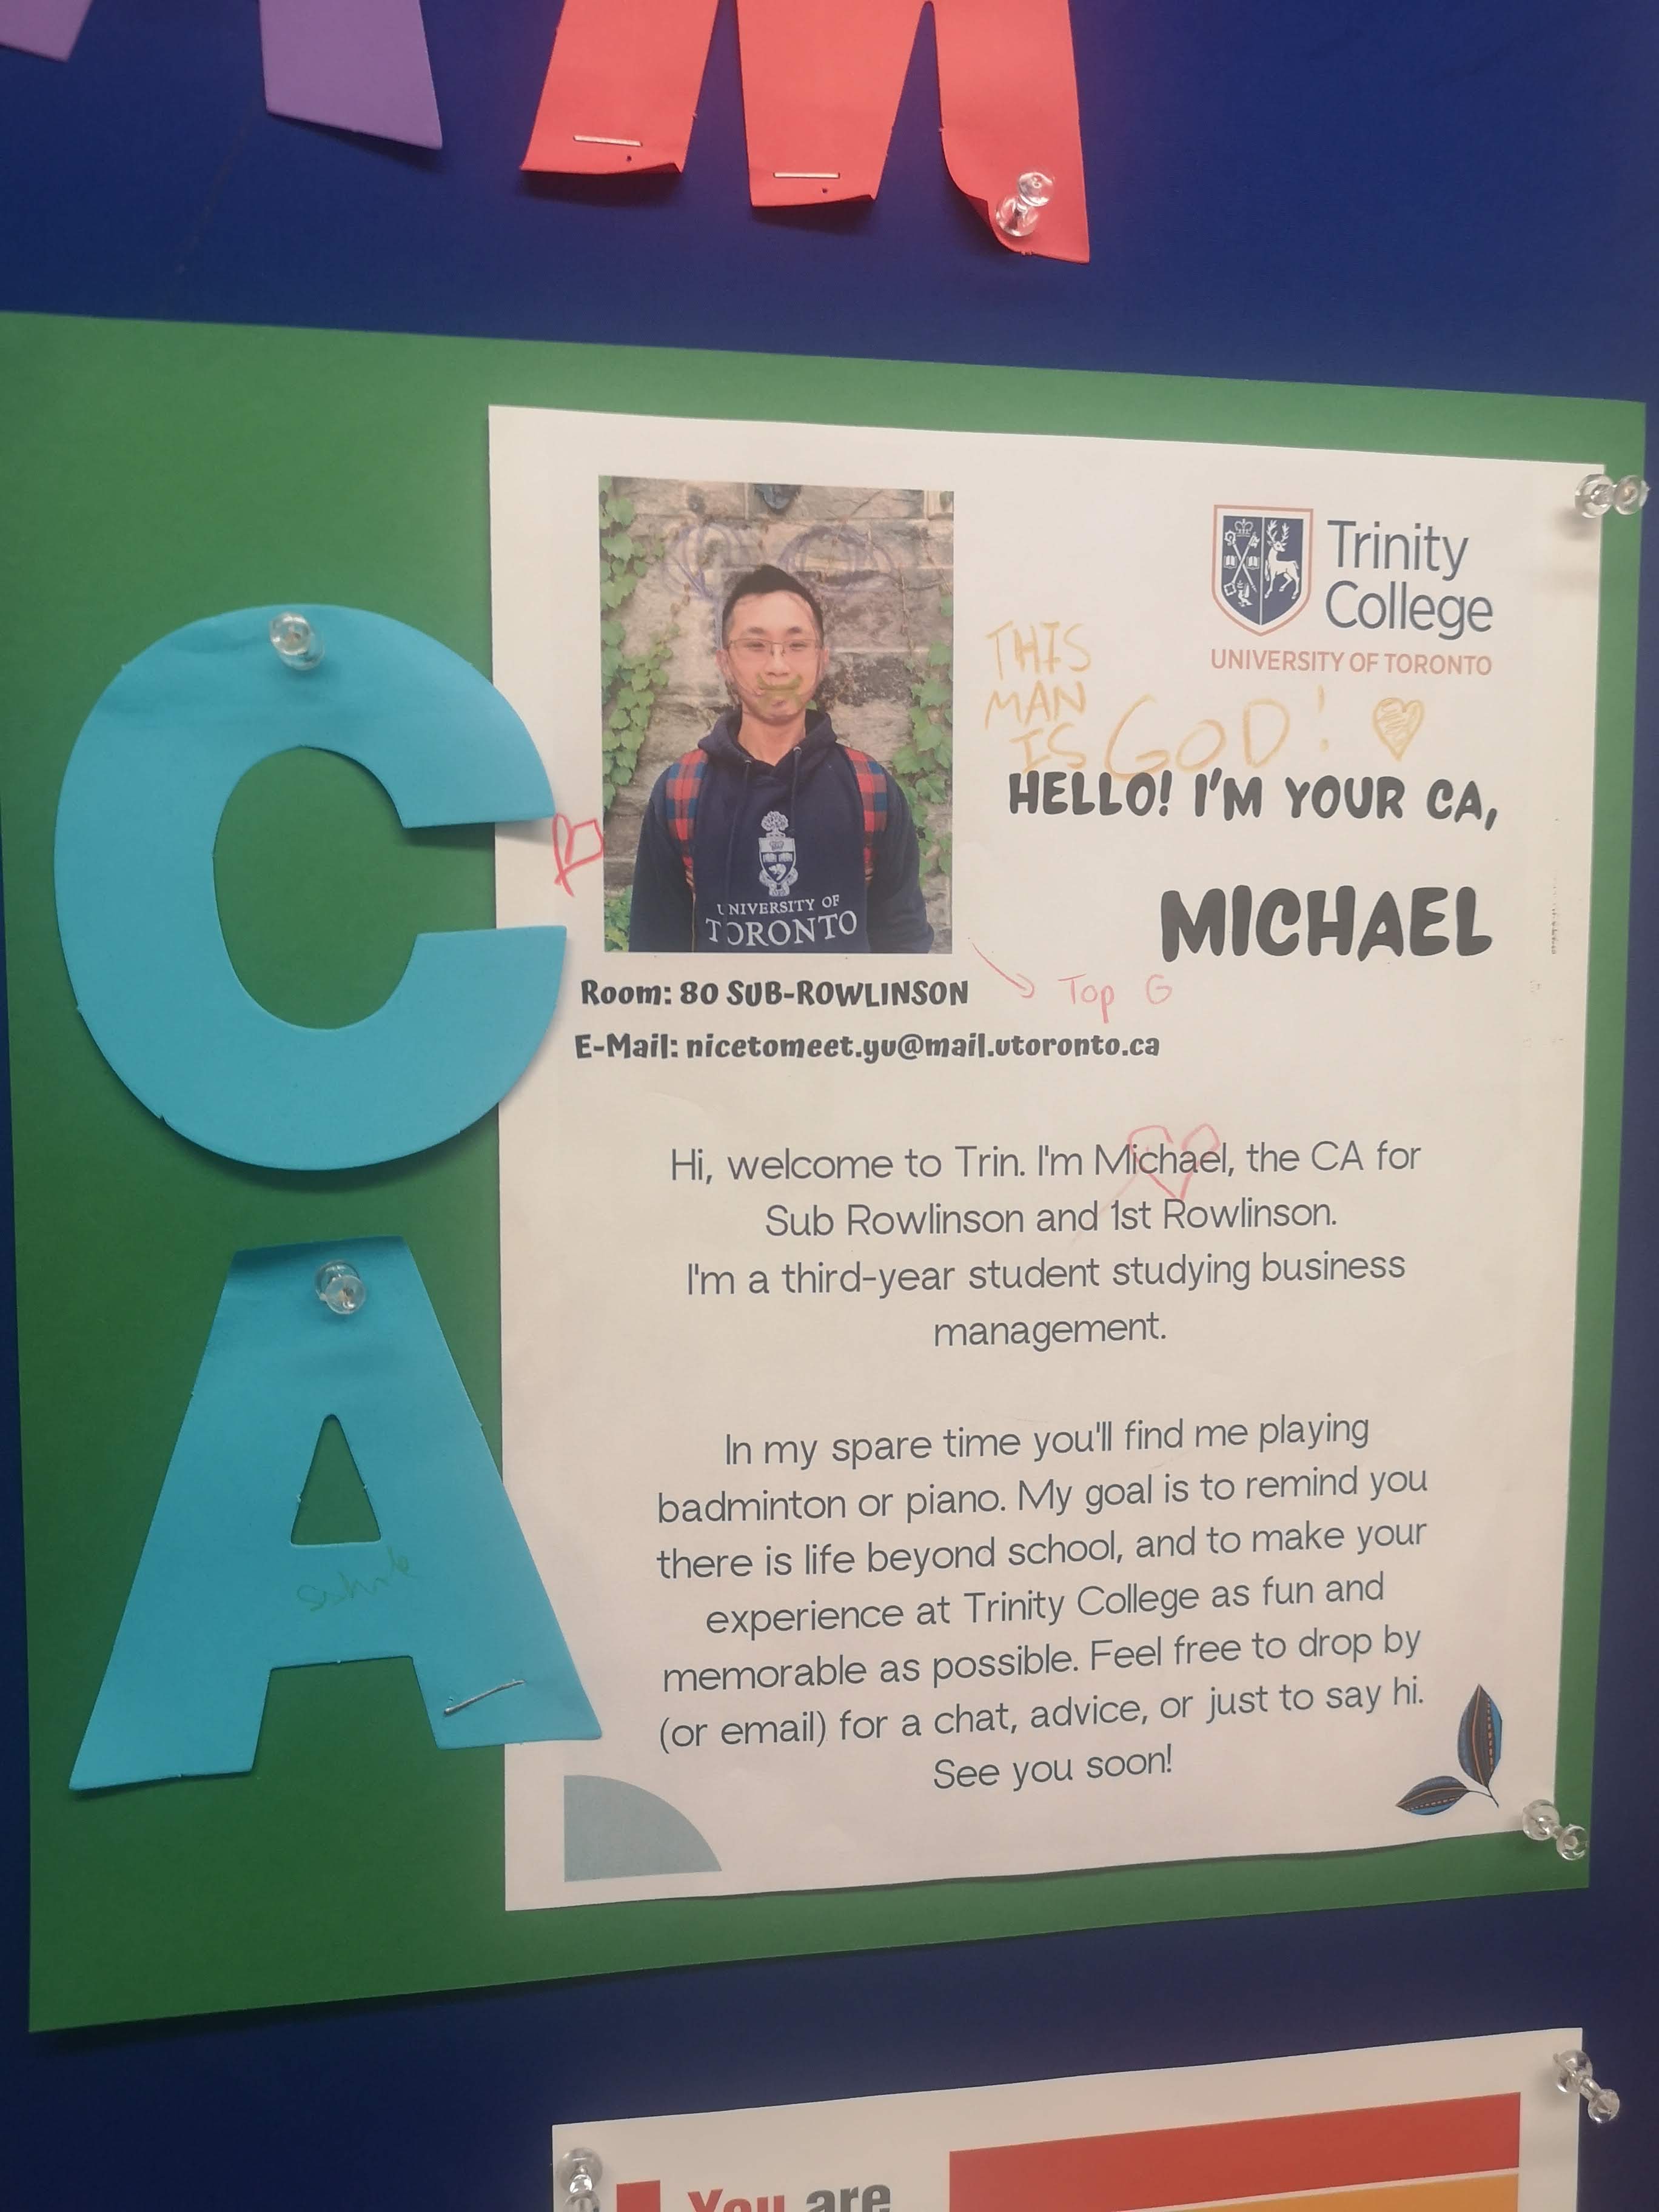 M
CA
Trinity
College
UNIVERSITY OF TORONTO
THIS
MAN
IS GOD!
HELLO! I'M YOUR CA,
MICHAEL
UNIVERSITY OF
TORONTO
Room: 80 SUB-ROWLINSON
Top G
E-Mail: nicetomeet.yu@mail.utoronto.ca
Hi, welcome to Trin. I'm Michael, the CA for
Sub Rowlinson and 1st Rowlinson.
I'm a third-year student studying business
management.
In my spare time you'll find me playing
badminton or piano. My goal is to remind you
there is life beyond school, and to make your
experience at Trinity College as fun and
memorable as possible. Feel free to drop by
(or email) for a chat, advice, or just to say hi.
See you soon!
You are